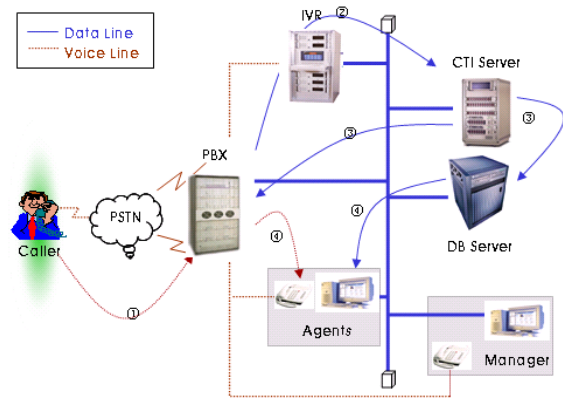 Data Line
Voice Line
IVR
②
CTI Server
③
③
PBX
PSTN
Caller
④
④
DB Server
①
Agents
Manager